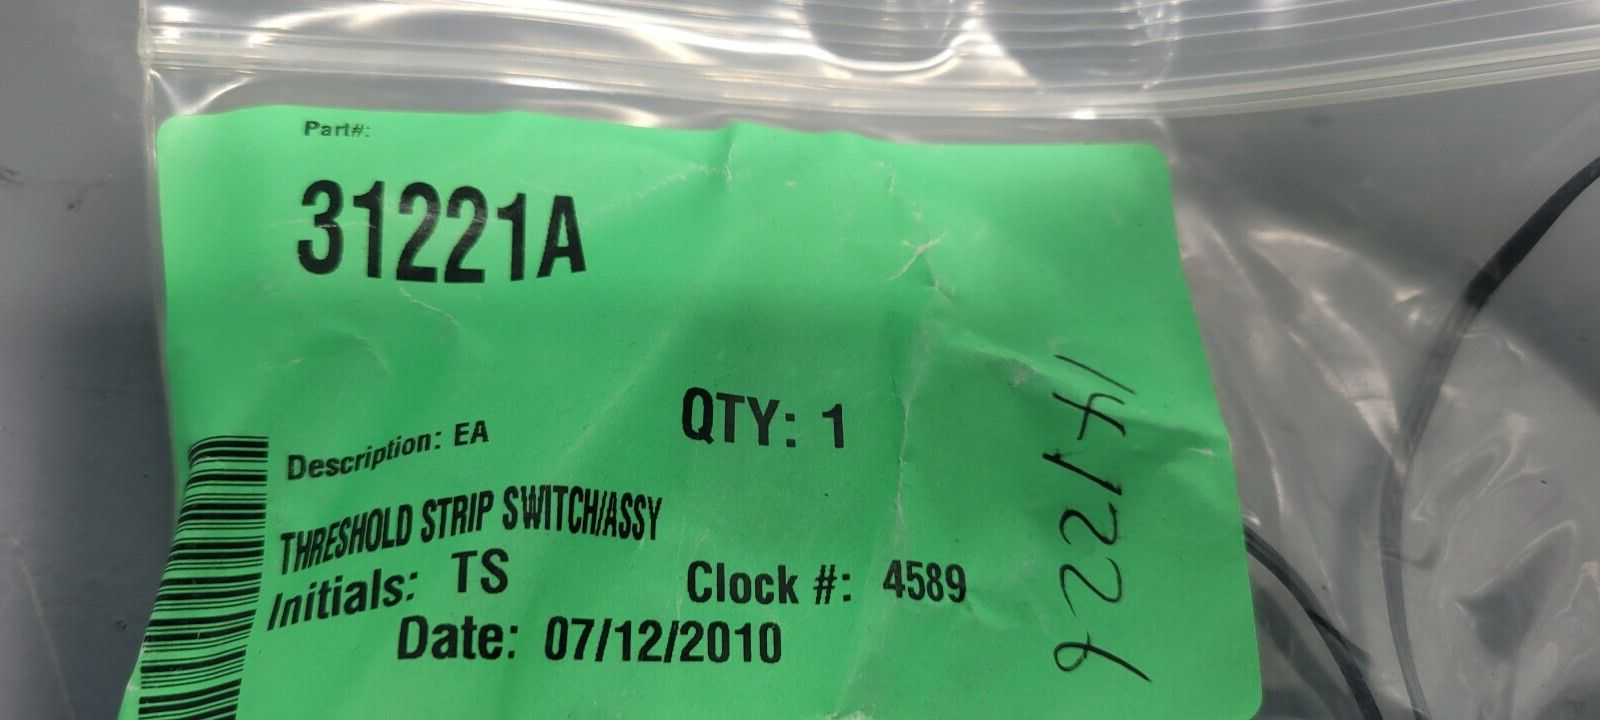 Part#:
31221A
QTY: 1
Description: EA
THRESHOLD STRIP SWITCH/ASSY
Initials: TS
Clock #: 4589
Date: 07/12/2010
141226